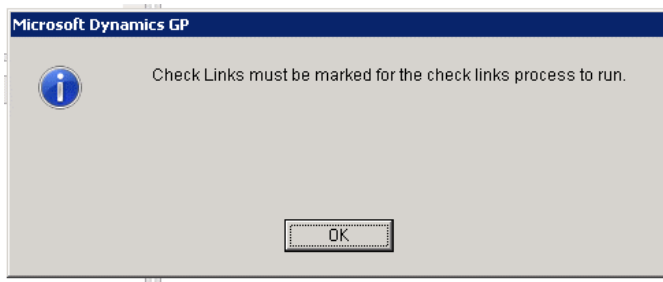 Microsoft Dynamics GP
Check Links must be marked for the check links process to run.
OK